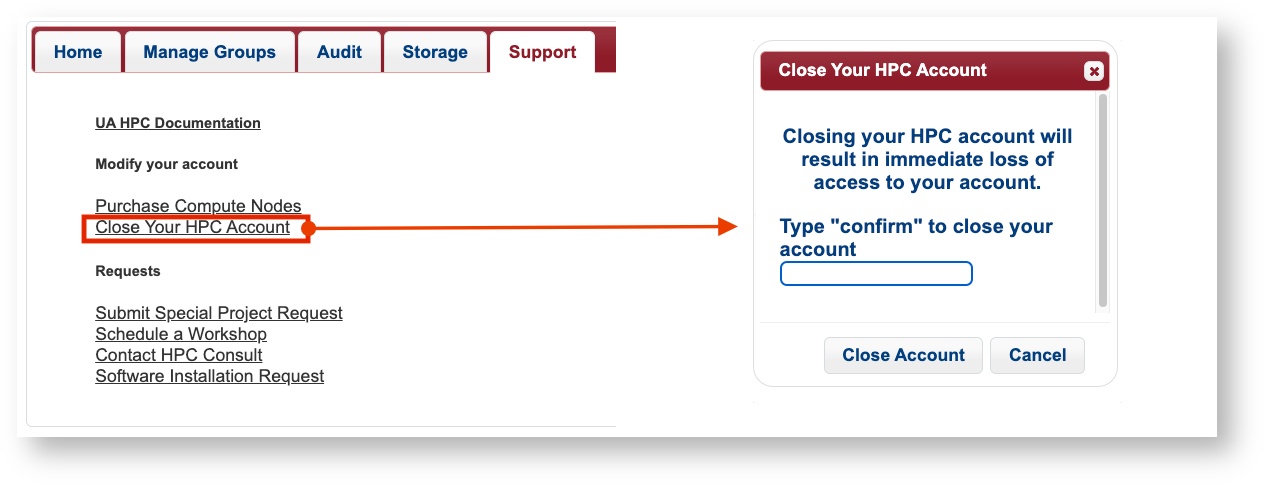 Home Manage Groups Audit Storage Support
UA HPC Documentation
Modify your account
Purchase Compute Nodes
Close Your HPC Account
Requests
Submit Special Project Request
Schedule a Workshop
Contact HPC Consult
Software Installation Request
Close Your HPC Account
Closing your HPC account will
result in immediate loss of
access to your account.
Type "confirm" to close your
account
Close Account Cancel